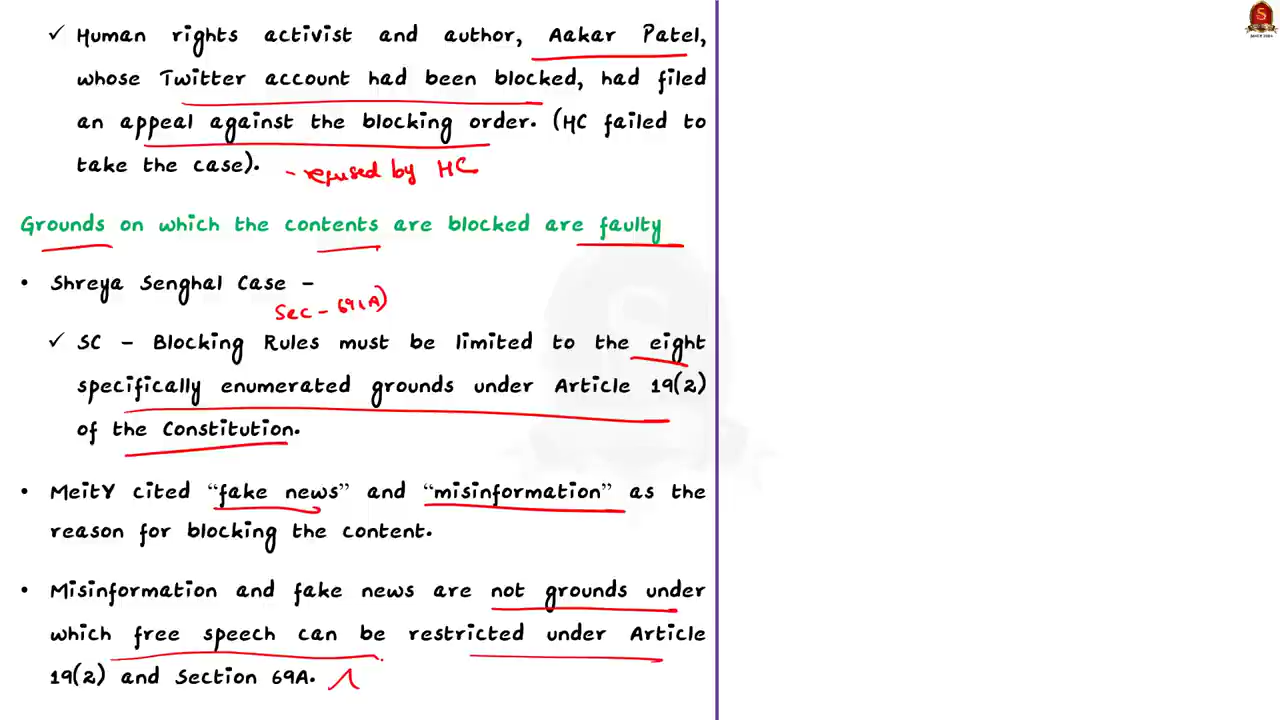 ✓ Human rights activist and author, Aakar Patel,
whose Twitter account had been blocked, had filed
an appeal against the blocking order. (HC failed to
take the case).
- refused by HC
Grounds on which the contents are blocked are faulty
• Shreya Senghal Case –
Sec - 69(A)
✓ SC – Blocking Rules must be limited to the eight
specifically enumerated grounds under Article 19(2)
of the Constitution.
• MeitY cited “fake news” and “misinformation” as the
reason for blocking the content.
• Misinformation and fake news are not grounds under
which free speech can be restricted under Article
19(2) and Section 69A.